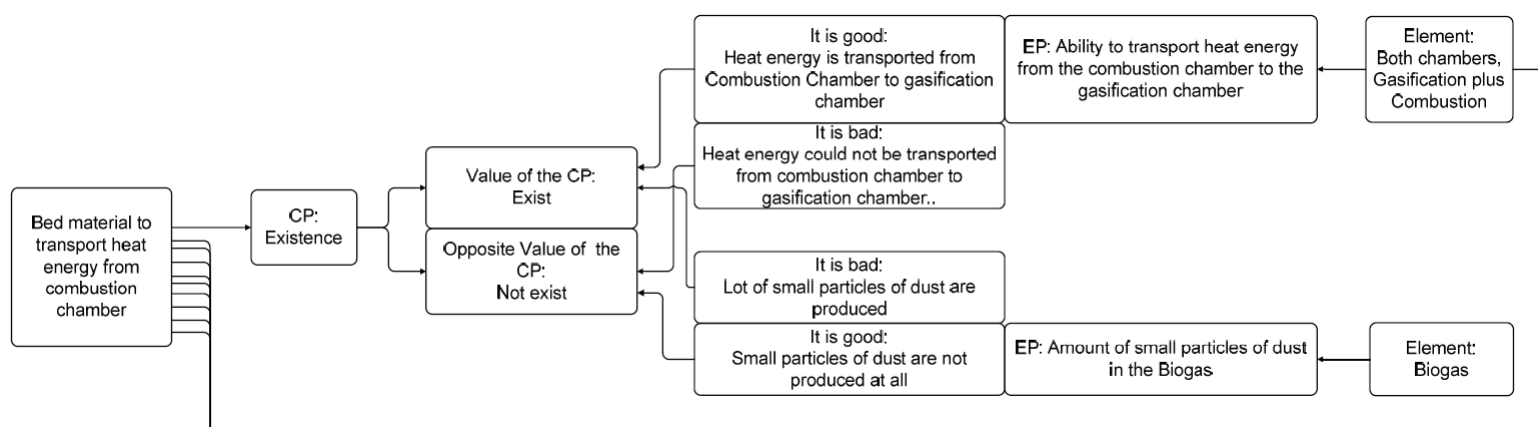 Bed material to
transport heat
energy from
combustion
chamber
CP:
Existence
Value of the CP:
Exist
Opposite Value of the
CP:
Not exist
It is good:
Heat energy is transported from
Combustion Chamber to gasification
chamber
EP: Ability to transport heat energy
from the combustion chamber to the
gasification chamber
Element:
Both chambers,
Gasification plus
Combustion
It is bad:
Heat energy could not be transported
from combustion chamber to
gasification chamber..
It is bad:
Lot of small particles of dust are
produced
It is good:
Small particles of dust are not
produced at all
EP: Amount of small particles of dust
in the Biogas
Element:
Biogas